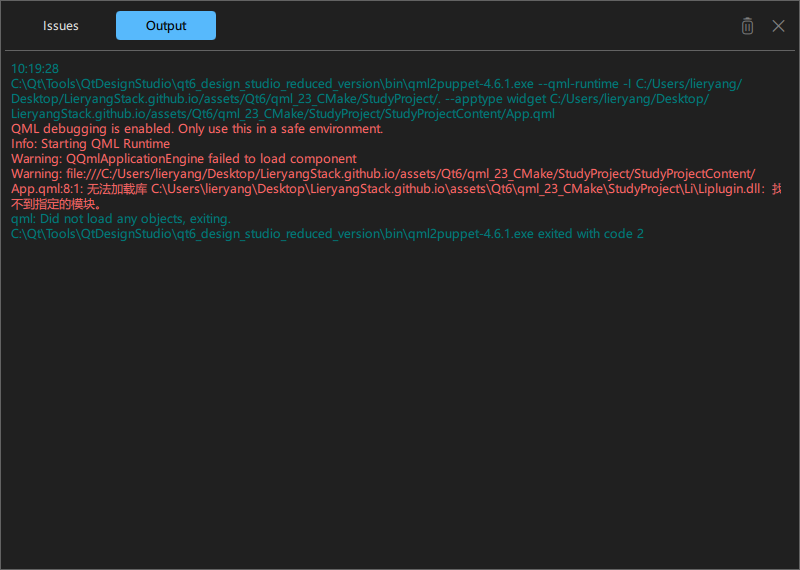 Issues
Output
10:19:28
C:\Qt\Tools\QtDesignStudio\qt6_design_studio_reduced_version\bin\qml2puppet-4.6.1.exe --qml-runtime -I C:/Users/lieryang/
Desktop/LieryangStack.github.io/assets/Qt6/qml_23_CMake/StudyProject/. --apptype widget C:/Users/lieryang/Desktop/
LieryangStack.github.io/assets/Qt6/qml_23_CMake/StudyProject/StudyProjectContent/App.qml
QML debugging is enabled. Only use this in a safe environment.
Info: Starting QML Runtime
Warning: QQmlApplicationEngine failed to load component
Warning: file:///C:/Users/lieryang/Desktop/LieryangStack.github.io/assets/Qt6/qml_23_CMake/StudyProject/StudyProjectContent/
App.qml:8:1: 无法加载库 C:\Users\lieryang\Desktop\LieryangStack.github.io\assets\Qt6\qml_23_CMake\StudyProject\Li\Liplugin.dll：找
不到指定的模块。
qml: Did not load any objects, exiting.
C:\Qt\Tools\QtDesignStudio\qt6_design_studio_reduced_version\bin\qml2puppet-4.6.1.exe exited with code 2